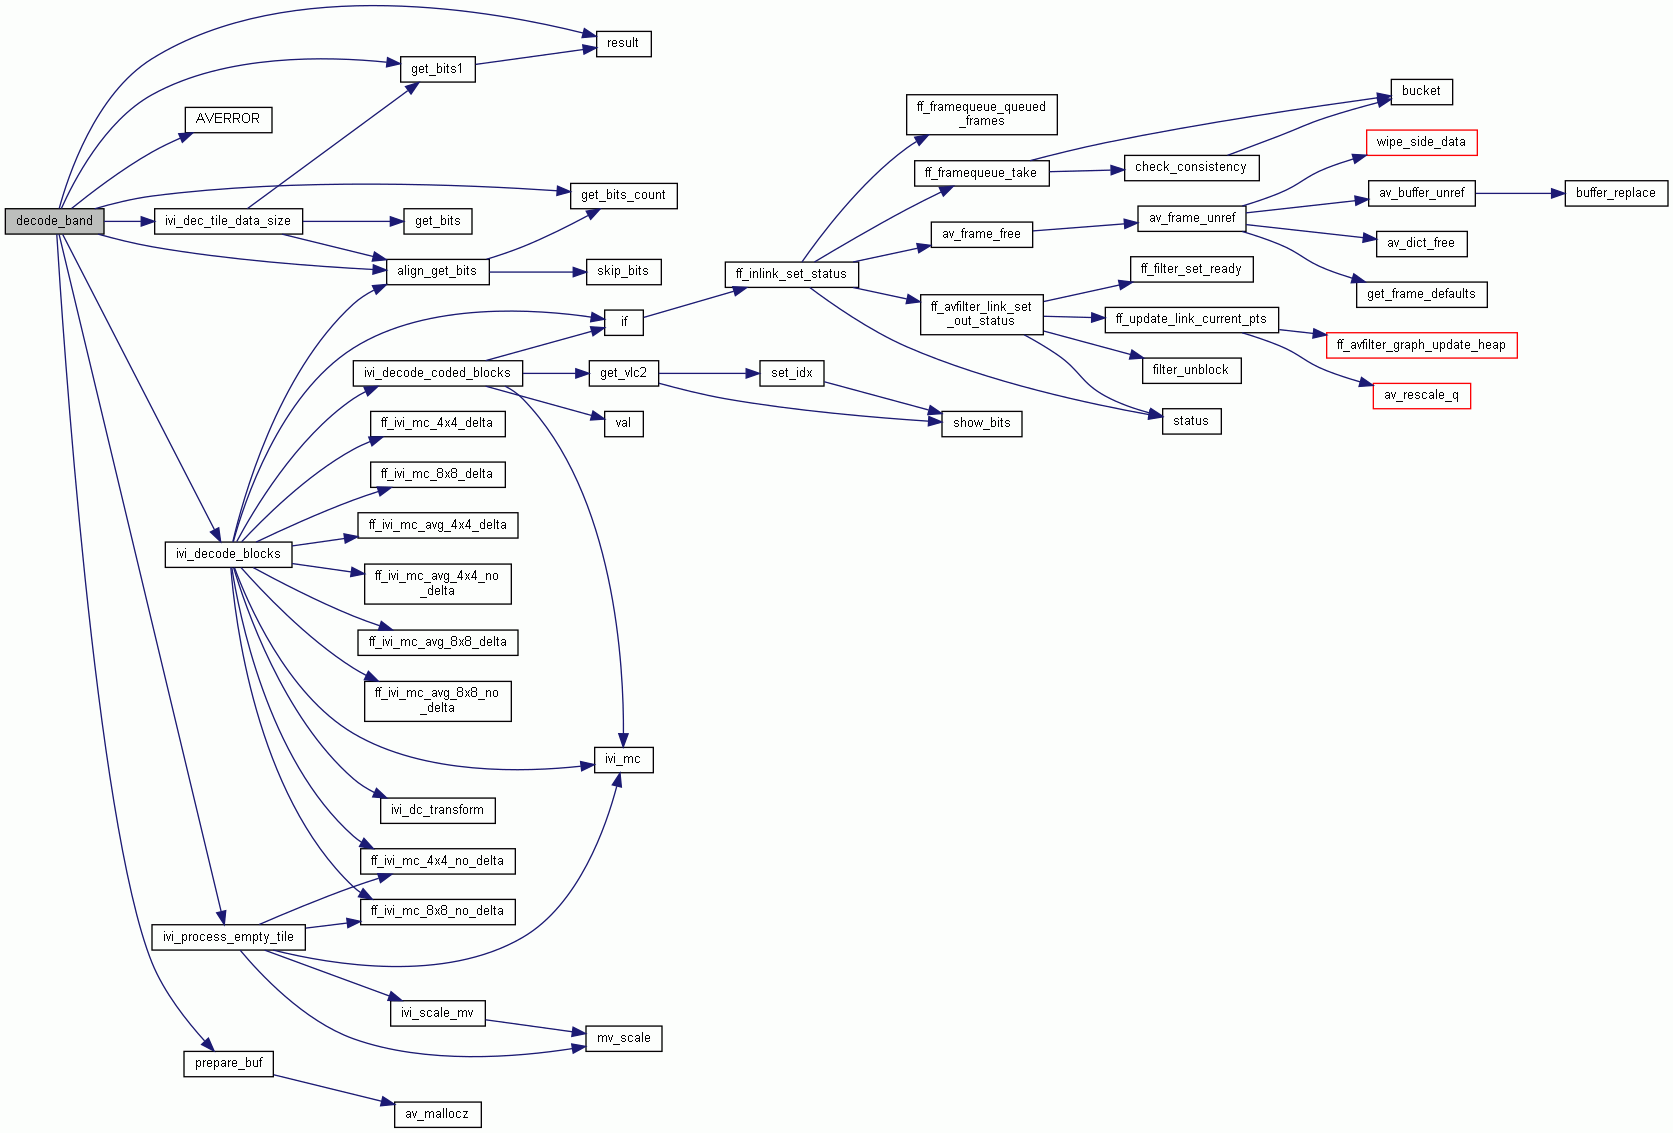 decode_band
result
get_bits1
AVERROR
ivi_dec_tile_data_size
get_bits_count
get_bits
align_get_bits
skip_bits
if
ivi_decode_coded_blocks
get_vlc2
set_idx
val
show_bits
ff_ivi_mc_4x4_delta
ff_ivi_mc_8x8_delta
ff_ivi_mc_avg_4x4_delta
ivi_decode_blocks
ff_ivi_mc_avg_4x4_no
_delta
ff_ivi_mc_avg_8x8_delta
ff_ivi_mc_avg_8x8_no
_delta
ivi_mc
ivi_dc_transform
ff_ivi_mc_4x4_no_delta
ff_ivi_mc_8x8_no_delta
ivi_process_empty_tile
ivi_scale_mv
mv_scale
prepare_buf
av_mallocz
ff_inlink_set_status
ff_framequeue_queued
_frames
ff_framequeue_take
check_consistency
bucket
av_frame_free
av_frame_unref
wipe_side_data
av_buffer_unref
buffer_replace
av_dict_free
get_frame_defaults
ff_avfilter_link_set
_out_status
ff_filter_set_ready
ff_update_link_current_pts
ff_avfilter_graph_update_heap
av_rescale_q
filter_unblock
status